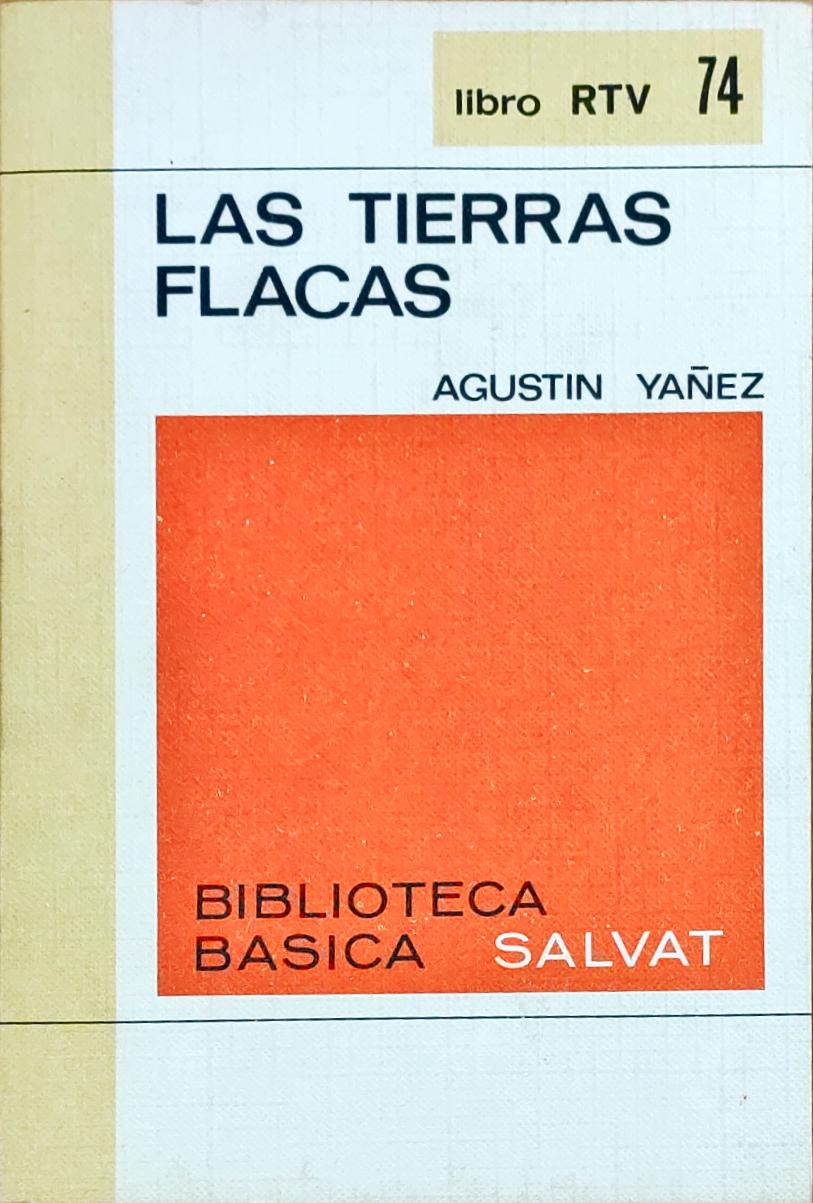 libro RTV 74
LAS TIERRAS
FLACAS
AGUSTIN YAÑEZ
BIBLIOTECA
BASICA SALVAT